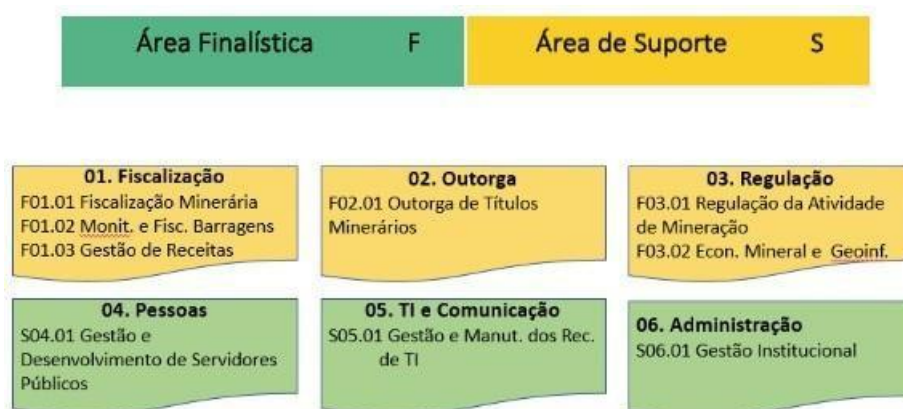 Área Finalística F
Área de Suporte S
01. Fiscalização
F01.01 Fiscalização Minerária
F01.02 Monit. e Fisc. Barragens
F01.03 Gestão de Receitas
02. Outorga
F02.01 Outorga de Títulos
Minerários
03. Regulação
F03.01 Regulação da Atividade
de Mineração
F03.02 Econ. Mineral e Geoinf.
04. Pessoas
S04.01 Gestão e
Desenvolvimento de Servidores
Públicos
05. TI e Comunicação
S05.01 Gestão e Manut. dos Rec.
de TI
06. Administração
S06.01 Gestão Institucional